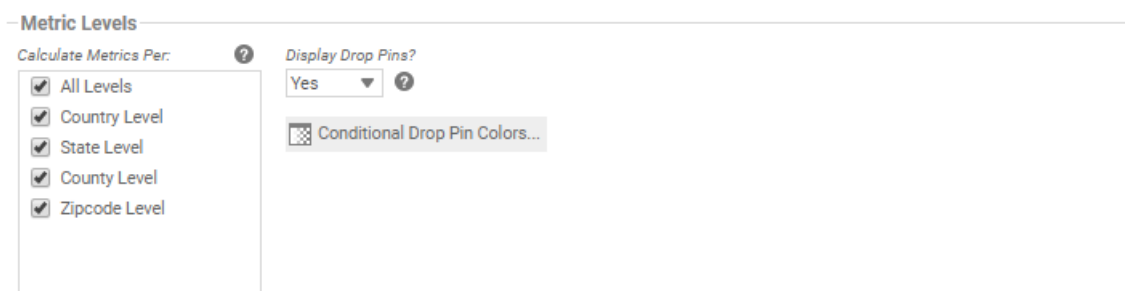 Metric Levels
Calculate Metrics Per:
Display Drop Pins?
All Levels
Yes
Country Level
Conditional Drop Pin Colors...
State Level
County Level
Zipcode Level